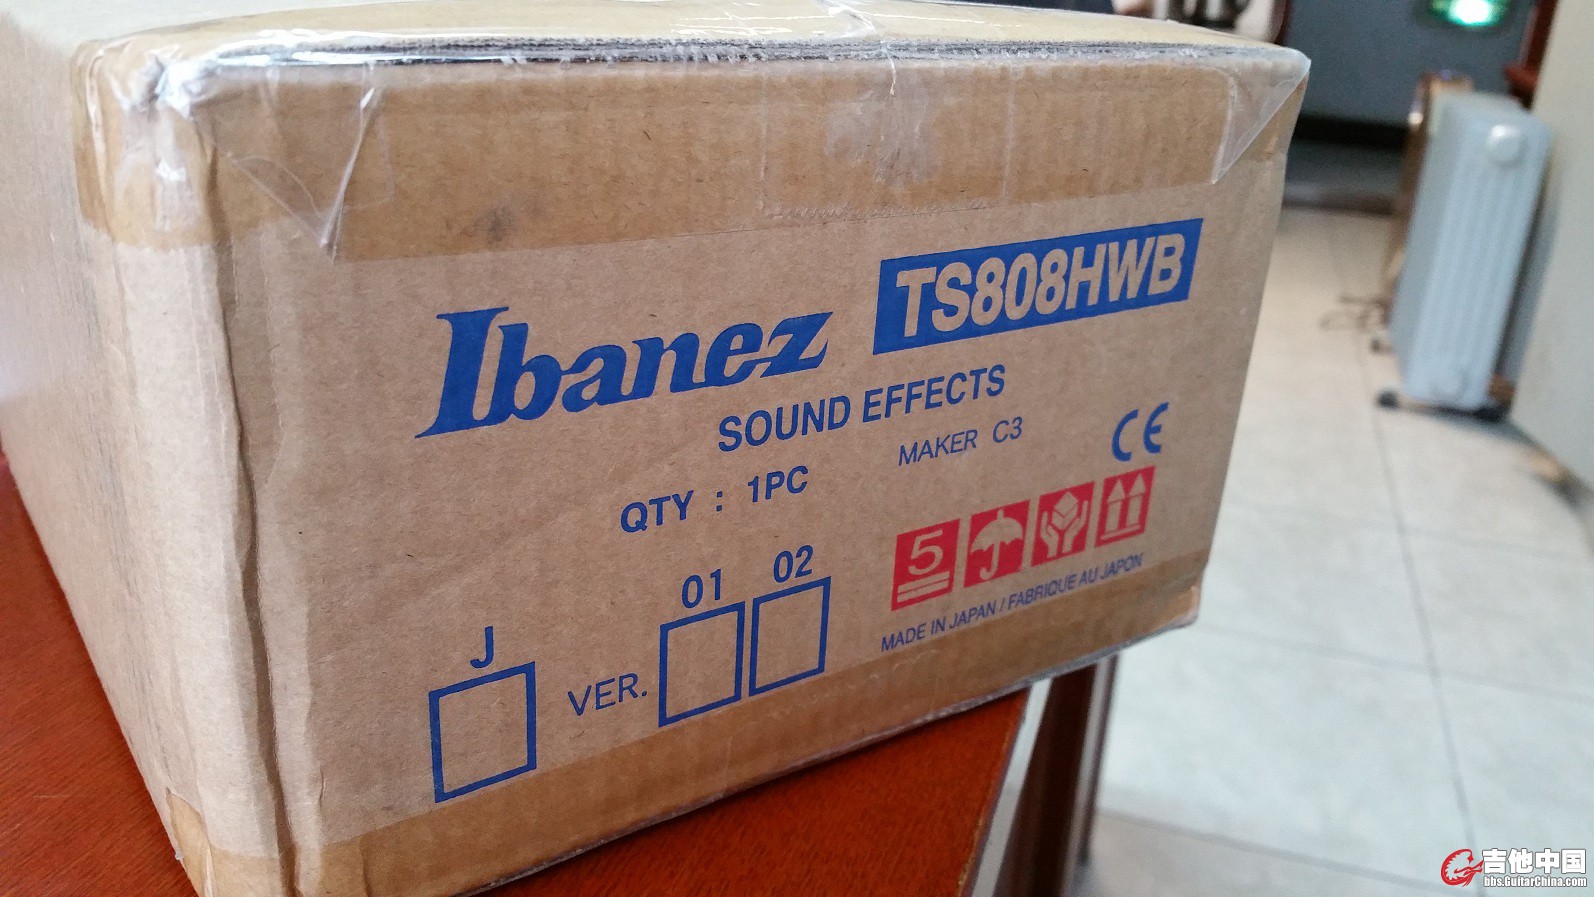 Ibanez TS808HWB
SOUND EFFECTS
QTY : 1PC MAKER C3
CE
5
J VER. 01 02
MADE IN JAPAN / FABRIQUE AU JAPON
吉他中国
bbs.GuitarChina.com